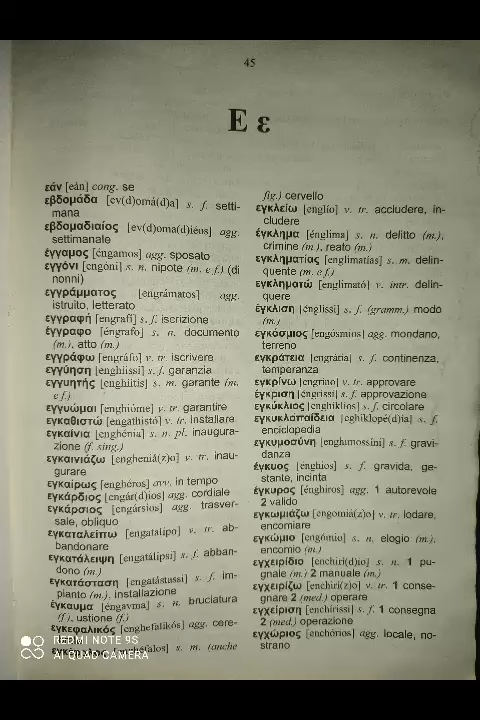 45
Ε ε
εάν [eán] cong. se
εβδομάδα [ev(d)omá(d)a] s. f. setti-
mana
εβδομαδιαίος [ev(d)oma(d)iéos] agg.
settimanale
έγγαμος [éngamos] agg. sposato
εγγόνι [engóni] s. n. nipote (m. e f.) (di
nonni)
εγγράμματος [engrámatos] agg.
istruito, letterato
εγγραφή [engrafí] s. f. iscrizione
έγγραφο [éngrafo] s. n. documento
(m.), atto (m.)
εγγράφω [engráfo] v. tr. iscrivere
εγγύηση [enghíissi] s. f. garanzia
εγγυητής [enghiitís] s. m. garante (m.
e f.)
εγγυώμαι [enghióme] v. tr. garantire
εγκαθιστώ [engathistó] v. tr. installare
εγκαίνια [enghénia] s. n. pl. inaugura-
zione (f. sing.)
εγκαινιάζω [engheniá(z)o] v. tr. inau-
gurare
εγκαίρως [enghéros] avv. in tempo
εγκάρδιος [engár(d)ios] agg. cordiale
εγκάρσιος [engársios] agg. trasver-
sale, obliquo
εγκαταλείπω [engatalípo] v. tr. ab-
bandonare
εγκατάλειψη [engatálipsi] s. f. abban-
dono (m.)
εγκατάσταση [engatástassi] s. f. im-
pianto (m.), installazione
έγκαυμα [éngavma] s. n. bruciatura
(f.), ustione (f.)
εγκεφαλικός [enghefalikós] agg. cere-
s. m. (anche
fig.) cervello
εγκλείω [englío] v. tr. accludere, in-
cludere
έγκλημα [énglima] s. n. delitto (m.),
crimine (m.), reato (m.)
εγκληματίας [englimatías] s. m. delin-
quente (m. e f.)
εγκληματώ [englimató] v. intr. delin-
quere
έγκλιση [énglissi] s. f. (gramm.) modo
(m.)
εγκόσμιος [engósmios] agg. mondano,
terreno
εγκράτεια [engrátia] s. f. continenza,
temperanza
εγκρίνω [engríno] v. tr. approvare
έγκριση [éngrissi] s. f. approvazione
εγκύκλιος [enghíklios] s. f. circolare
εγκυκλοπαίδεια [enghiklopé(d)ia] s. f.
enciclopedia
εγκυμοσύνη [enghimossíni] s. f. gravi-
danza
έγκυος [énghios] s. f. gravida, ge-
stante, incinta
έγκυρος [énghiros] agg. 1 autorevole
2 valido
εγκωμιάζω [engomiá(z)o] v. tr. lodare,
encomiare
εγκώμιο [engómio] s. n. elogio (m.),
encomio (m.)
εγχειρίδιο [enchirí(d)io] s. n. 1 pu-
gnale (m.) 2 manuale (m.)
εγχειρίζω [enchirí(z)o] v. tr. 1 conse-
gnare 2 (med.) operare
εγχείριση [enchíríssi] s. f. 1 consegna
2 (med.) operazione
εγχώριος [enchórios] agg. locale, no-
strano
REDMI NOTE 9S
AI QUAD CAMERA